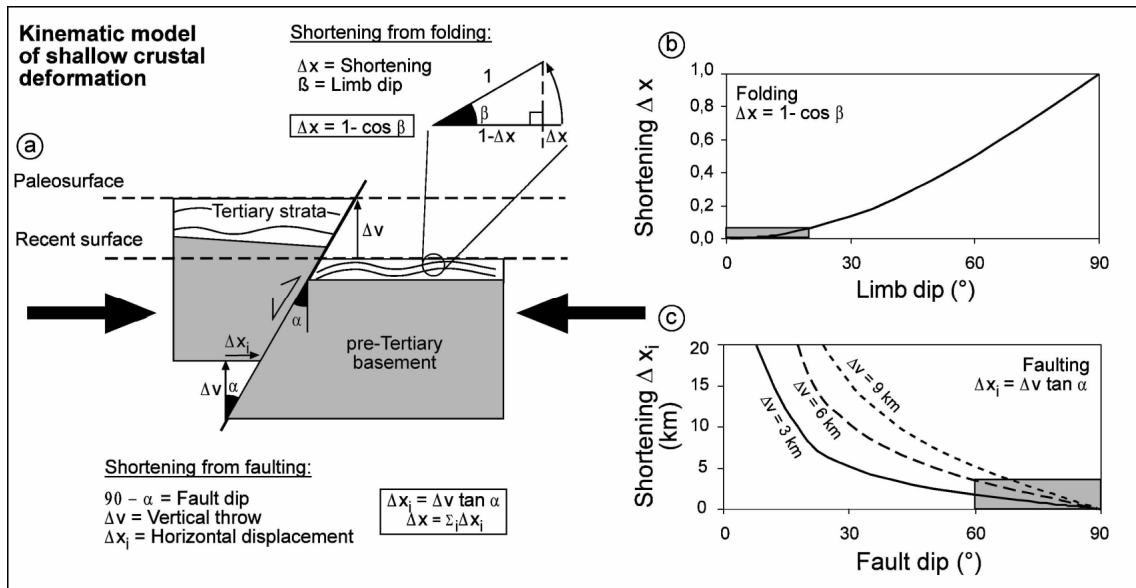 Kinematic model
of shallow crustal
deformation
Shortening from folding:
Δx = Shortening
ß = Limb dip
Δx = 1- cos β
1
β
1-Δx
Δx
a
Paleosurface
Tertiary strata
Δv
Recent surface
α
Δxi
pre-Tertiary
basement
Δv
α
Shortening from faulting:
90 − α = Fault dip
Δv = Vertical throw
Δxi = Horizontal displacement
Δxi = Δv tan α
Δx = ΣiΔxi
b
Shortening Δ x
1,0
0,8
0,6
0,4
0,2
0,0
Folding
Δx = 1- cos β
0
30
60
90
Limb dip (°)
c
Shortening Δ xi
(km)
20
15
10
5
0
Faulting
Δxi = Δv tan α
Δv = 9 km
Δv = 6 km
Δv = 3 km
0
30
60
90
Fault dip (°)